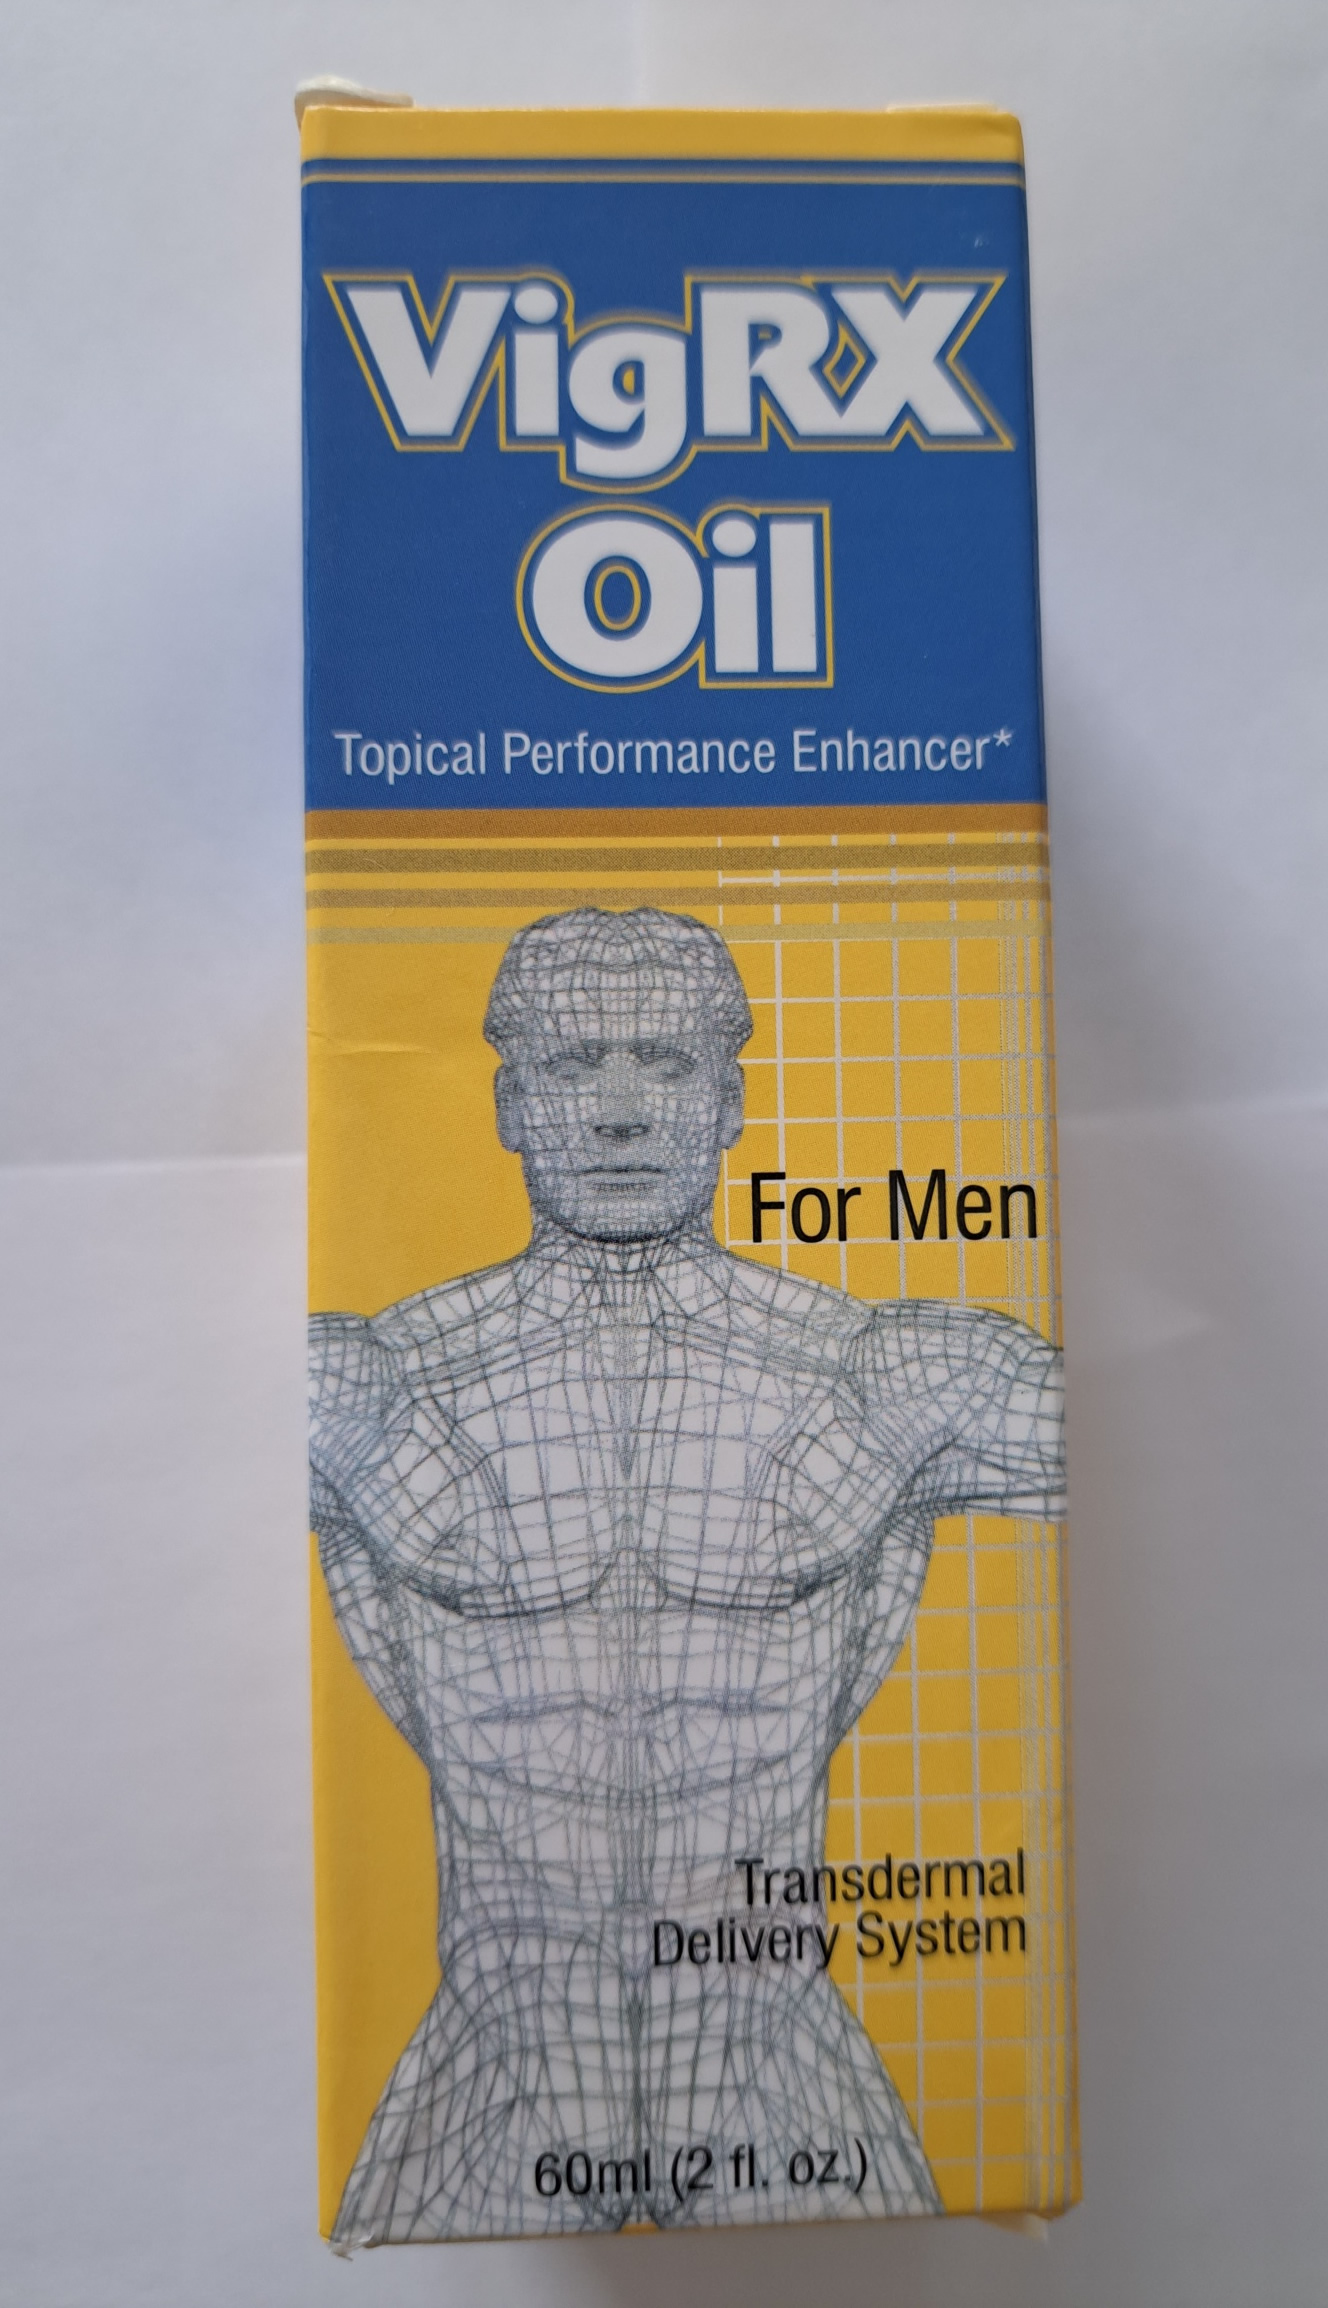 VigRX
Oil
Topical Performance Enhancer*
For Men
Transdermal
Delivery System
60ml (2 fl. oz.)